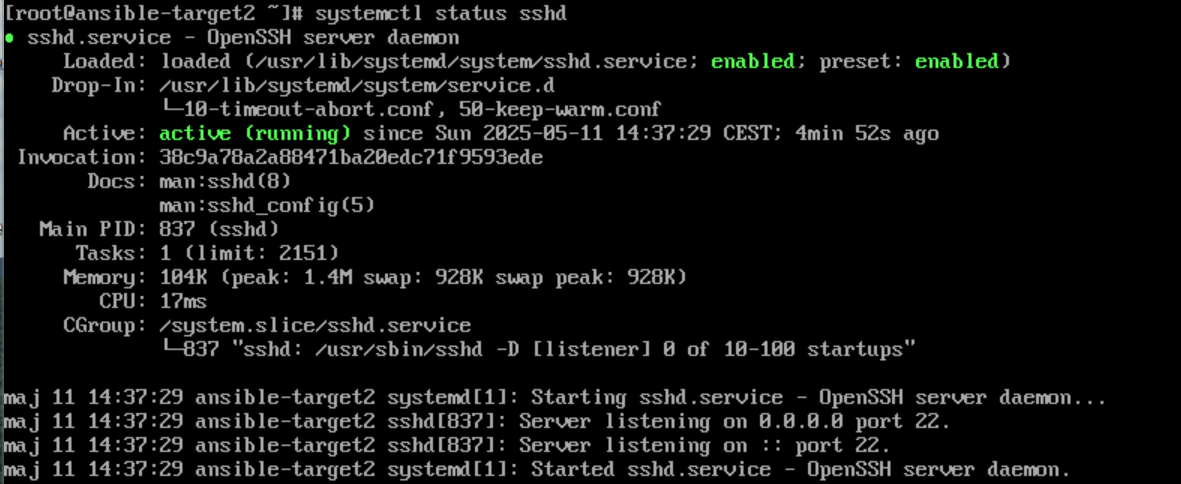 [root@ansible-target2 ~]# systemctl status sshd
● sshd.service - OpenSSH server daemon
     Loaded: loaded (/usr/lib/systemd/system/sshd.service; enabled; preset: enabled)
    Drop-In: /usr/lib/systemd/system/service.d
             └─10-timeout-abort.conf, 50-keep-warm.conf
     Active: active (running) since Sun 2025-05-11 14:37:29 CEST; 4min 52s ago
 Invocation: 38c9a78a2a88471ba20edc71f9593ede
       Docs: man:sshd(8)
             man:sshd_config(5)
   Main PID: 837 (sshd)
      Tasks: 1 (limit: 2151)
     Memory: 104K (peak: 1.4M swap: 928K swap peak: 928K)
        CPU: 17ms
     CGroup: /system.slice/sshd.service
             └─837 "sshd: /usr/sbin/sshd -D [listener] 0 of 10-100 startups"

maj 11 14:37:29 ansible-target2 systemd[1]: Starting sshd.service - OpenSSH server daemon...
maj 11 14:37:29 ansible-target2 sshd[837]: Server listening on 0.0.0.0 port 22.
maj 11 14:37:29 ansible-target2 sshd[837]: Server listening on :: port 22.
maj 11 14:37:29 ansible-target2 systemd[1]: Started sshd.service - OpenSSH server daemon.